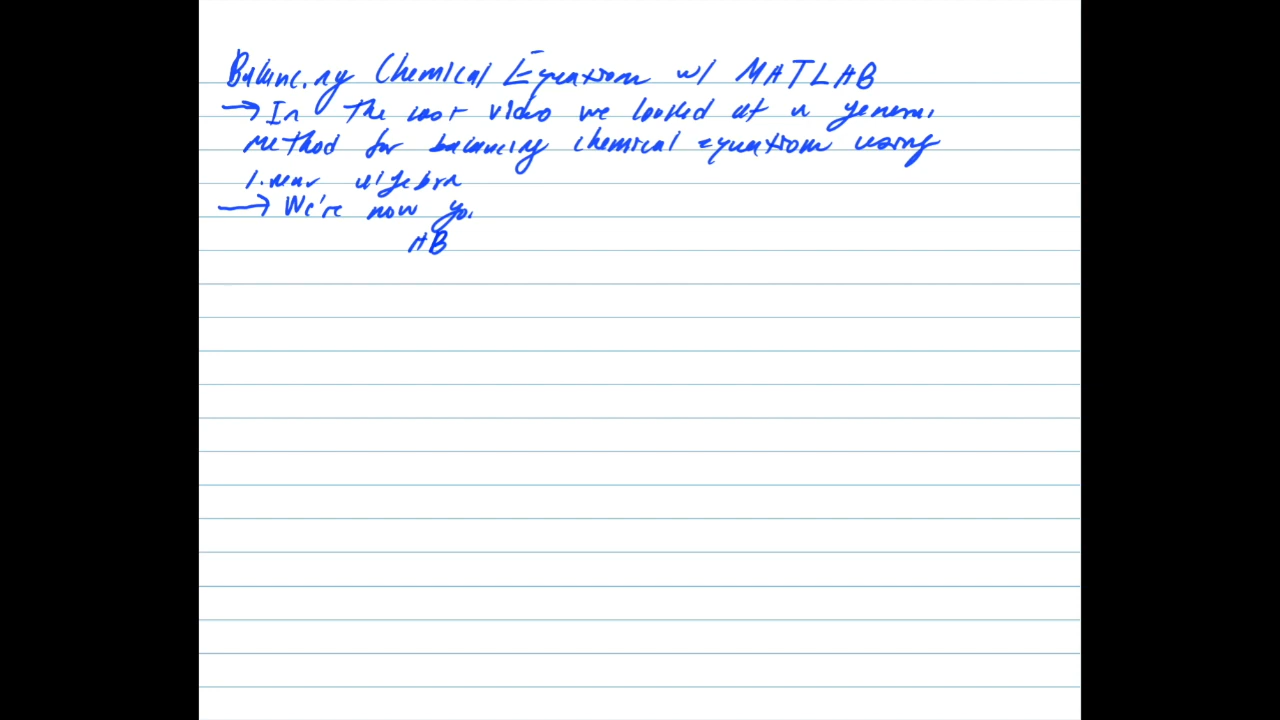 Balancing Chemical Equations w/ MATLAB
→ In the last video we looked at a general
method for balancing chemical equations using
linear algebra
→ We're now goi
AB